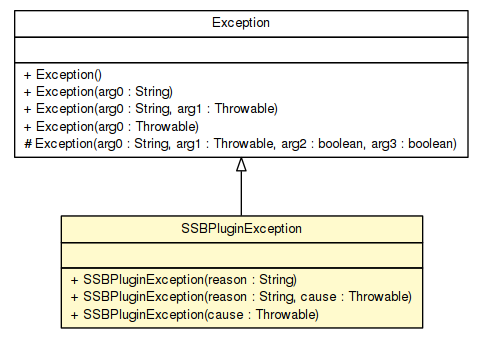 Exception
+ Exception()
+ Exception(arg0 : String)
+ Exception(arg0 : String, arg1 : Throwable)
+ Exception(arg0 : Throwable)
# Exception(arg0 : String, arg1 : Throwable, arg2 : boolean, arg3 : boolean)
SSBPluginException
+ SSBPluginException(reason : String)
+ SSBPluginException(reason : String, cause : Throwable)
+ SSBPluginException(cause : Throwable)